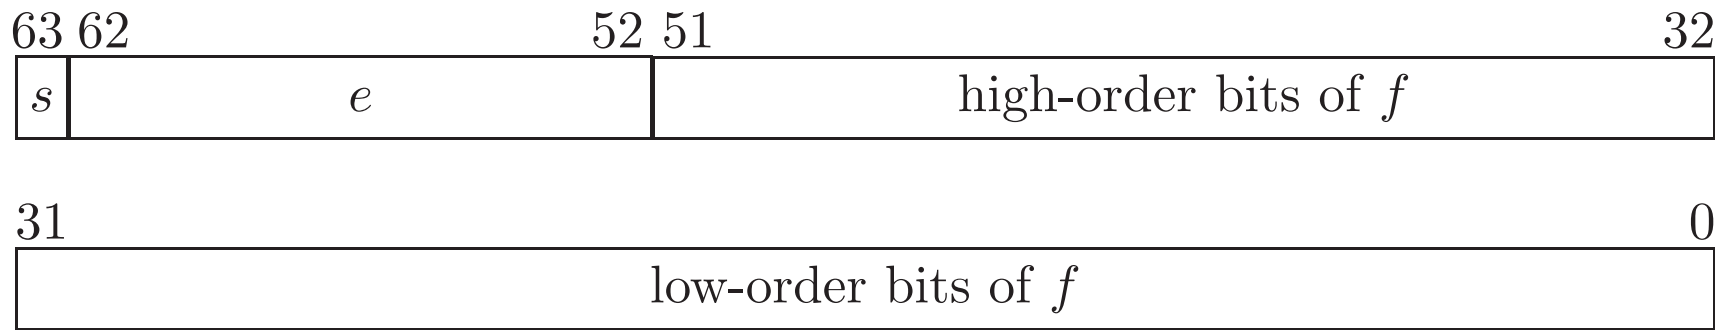 63 62 52 51 32
s e high-order bits of f
31 0
low-order bits of f